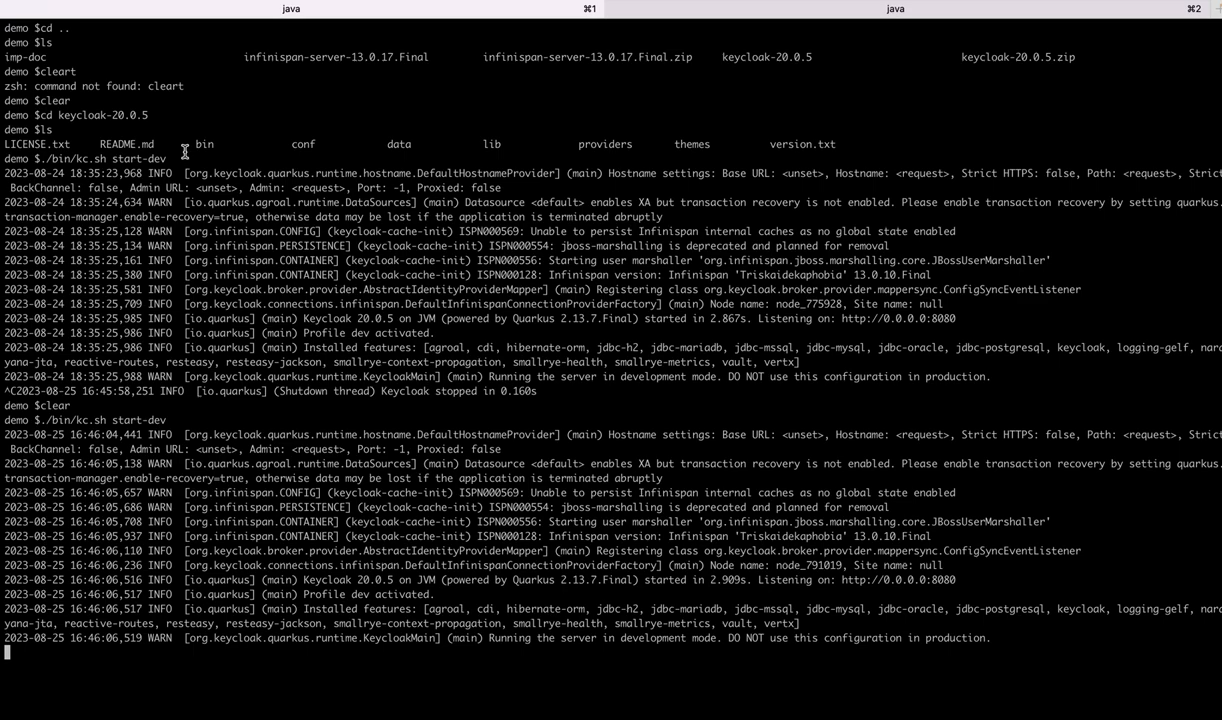 java ⌘1 java ⌘2
demo $cd ..
demo $ls
imp-doc infinispan-server-13.0.17.Final infinispan-server-13.0.17.Final.zip keycloak-20.0.5 keycloak-20.0.5.zip
demo $cleart
zsh: command not found: cleart
demo $clear
demo $cd keycloak-20.0.5
demo $ls
LICENSE.txt README.md bin conf data lib providers themes version.txt
demo $./bin/kc.sh start-dev
2023-08-24 18:35:23,968 INFO [org.keycloak.quarkus.runtime.hostname.DefaultHostnameProvider] (main) Hostname settings: Base URL: <unset>, Hostname: <request>, Strict HTTPS: false, Path: <request>, Strict
BackChannel: false, Admin URL: <unset>, Admin: <request>, Port: -1, Proxied: false
2023-08-24 18:35:24,634 WARN [io.quarkus.agroal.runtime.DataSources] (main) Datasource <default> enables XA but transaction recovery is not enabled. Please enable transaction recovery by setting quarkus.
transaction-manager.enable-recovery=true, otherwise data may be lost if the application is terminated abruptly
2023-08-24 18:35:25,128 WARN [org.infinispan.CONFIG] (keycloak-cache-init) ISPN000569: Unable to persist Infinispan internal caches as no global state enabled
2023-08-24 18:35:25,134 WARN [org.infinispan.PERSISTENCE] (keycloak-cache-init) ISPN000554: jboss-marshalling is deprecated and planned for removal
2023-08-24 18:35:25,161 INFO [org.infinispan.CONTAINER] (keycloak-cache-init) ISPN000556: Starting user marshaller 'org.infinispan.jboss.marshalling.core.JBossUserMarshaller'
2023-08-24 18:35:25,380 INFO [org.infinispan.CONTAINER] (keycloak-cache-init) ISPN000128: Infinispan version: Infinispan 'Triskaidekaphobia' 13.0.10.Final
2023-08-24 18:35:25,581 INFO [org.keycloak.broker.provider.AbstractIdentityProviderMapper] (main) Registering class org.keycloak.broker.provider.mappersync.ConfigSyncEventListener
2023-08-24 18:35:25,709 INFO [org.keycloak.connections.infinispan.DefaultInfinispanConnectionProviderFactory] (main) Node name: node_775928, Site name: null
2023-08-24 18:35:25,985 INFO [io.quarkus] (main) Keycloak 20.0.5 on JVM (powered by Quarkus 2.13.7.Final) started in 2.867s. Listening on: http://0.0.0.0:8080
2023-08-24 18:35:25,986 INFO [io.quarkus] (main) Profile dev activated.
2023-08-24 18:35:25,986 INFO [io.quarkus] (main) Installed features: [agroal, cdi, hibernate-orm, jdbc-h2, jdbc-mariadb, jdbc-mssql, jdbc-mysql, jdbc-oracle, jdbc-postgresql, keycloak, logging-gelf, nara
yana-jta, reactive-routes, resteasy, resteasy-jackson, smallrye-context-propagation, smallrye-health, smallrye-metrics, vault, vertx]
2023-08-24 18:35:25,988 WARN [org.keycloak.quarkus.runtime.KeycloakMain] (main) Running the server in development mode. DO NOT use this configuration in production.
^C2023-08-25 16:45:58,251 INFO [io.quarkus] (Shutdown thread) Keycloak stopped in 0.160s
demo $clear
demo $./bin/kc.sh start-dev
2023-08-25 16:46:04,441 INFO [org.keycloak.quarkus.runtime.hostname.DefaultHostnameProvider] (main) Hostname settings: Base URL: <unset>, Hostname: <request>, Strict HTTPS: false, Path: <request>, Strict
BackChannel: false, Admin URL: <unset>, Admin: <request>, Port: -1, Proxied: false
2023-08-25 16:46:05,138 WARN [io.quarkus.agroal.runtime.DataSources] (main) Datasource <default> enables XA but transaction recovery is not enabled. Please enable transaction recovery by setting quarkus.
transaction-manager.enable-recovery=true, otherwise data may be lost if the application is terminated abruptly
2023-08-25 16:46:05,657 WARN [org.infinispan.CONFIG] (keycloak-cache-init) ISPN000569: Unable to persist Infinispan internal caches as no global state enabled
2023-08-25 16:46:05,686 WARN [org.infinispan.PERSISTENCE] (keycloak-cache-init) ISPN000554: jboss-marshalling is deprecated and planned for removal
2023-08-25 16:46:05,708 INFO [org.infinispan.CONTAINER] (keycloak-cache-init) ISPN000556: Starting user marshaller 'org.infinispan.jboss.marshalling.core.JBossUserMarshaller'
2023-08-25 16:46:05,937 INFO [org.infinispan.CONTAINER] (keycloak-cache-init) ISPN000128: Infinispan version: Infinispan 'Triskaidekaphobia' 13.0.10.Final
2023-08-25 16:46:06,110 INFO [org.keycloak.broker.provider.AbstractIdentityProviderMapper] (main) Registering class org.keycloak.broker.provider.mappersync.ConfigSyncEventListener
2023-08-25 16:46:06,236 INFO [org.keycloak.connections.infinispan.DefaultInfinispanConnectionProviderFactory] (main) Node name: node_791019, Site name: null
2023-08-25 16:46:06,516 INFO [io.quarkus] (main) Keycloak 20.0.5 on JVM (powered by Quarkus 2.13.7.Final) started in 2.909s. Listening on: http://0.0.0.0:8080
2023-08-25 16:46:06,517 INFO [io.quarkus] (main) Profile dev activated.
2023-08-25 16:46:06,517 INFO [io.quarkus] (main) Installed features: [agroal, cdi, hibernate-orm, jdbc-h2, jdbc-mariadb, jdbc-mssql, jdbc-mysql, jdbc-oracle, jdbc-postgresql, keycloak, logging-gelf, nara
yana-jta, reactive-routes, resteasy, resteasy-jackson, smallrye-context-propagation, smallrye-health, smallrye-metrics, vault, vertx]
2023-08-25 16:46:06,519 WARN [org.keycloak.quarkus.runtime.KeycloakMain] (main) Running the server in development mode. DO NOT use this configuration in production.